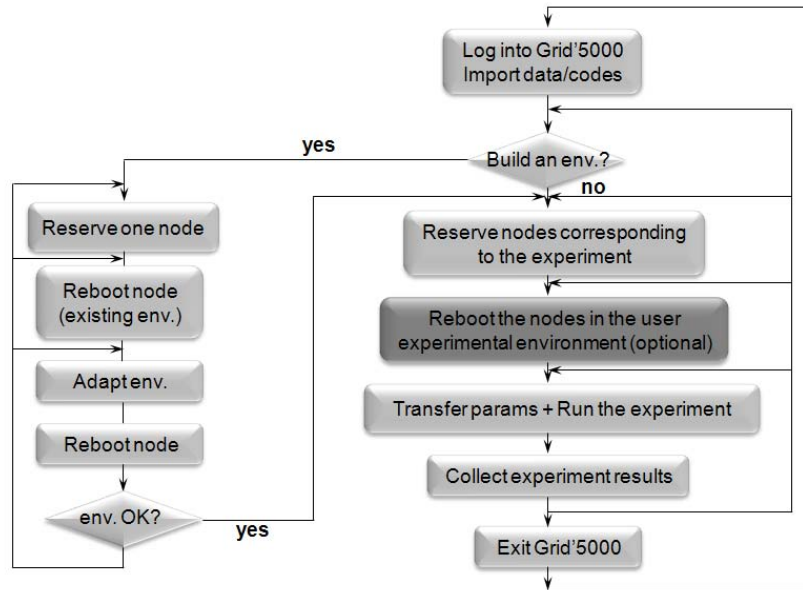 Log into Grid'5000
Import data/codes
yes
Build an env.?
no
Reserve one node
Reserve nodes corresponding
to the experiment
Reboot node
(existing env.)
Reboot the nodes in the user
experimental environment (optional)
Adapt env.
Transfer params + Run the experiment
Reboot node
Collect experiment results
env. OK?
yes
Exit Grid'5000